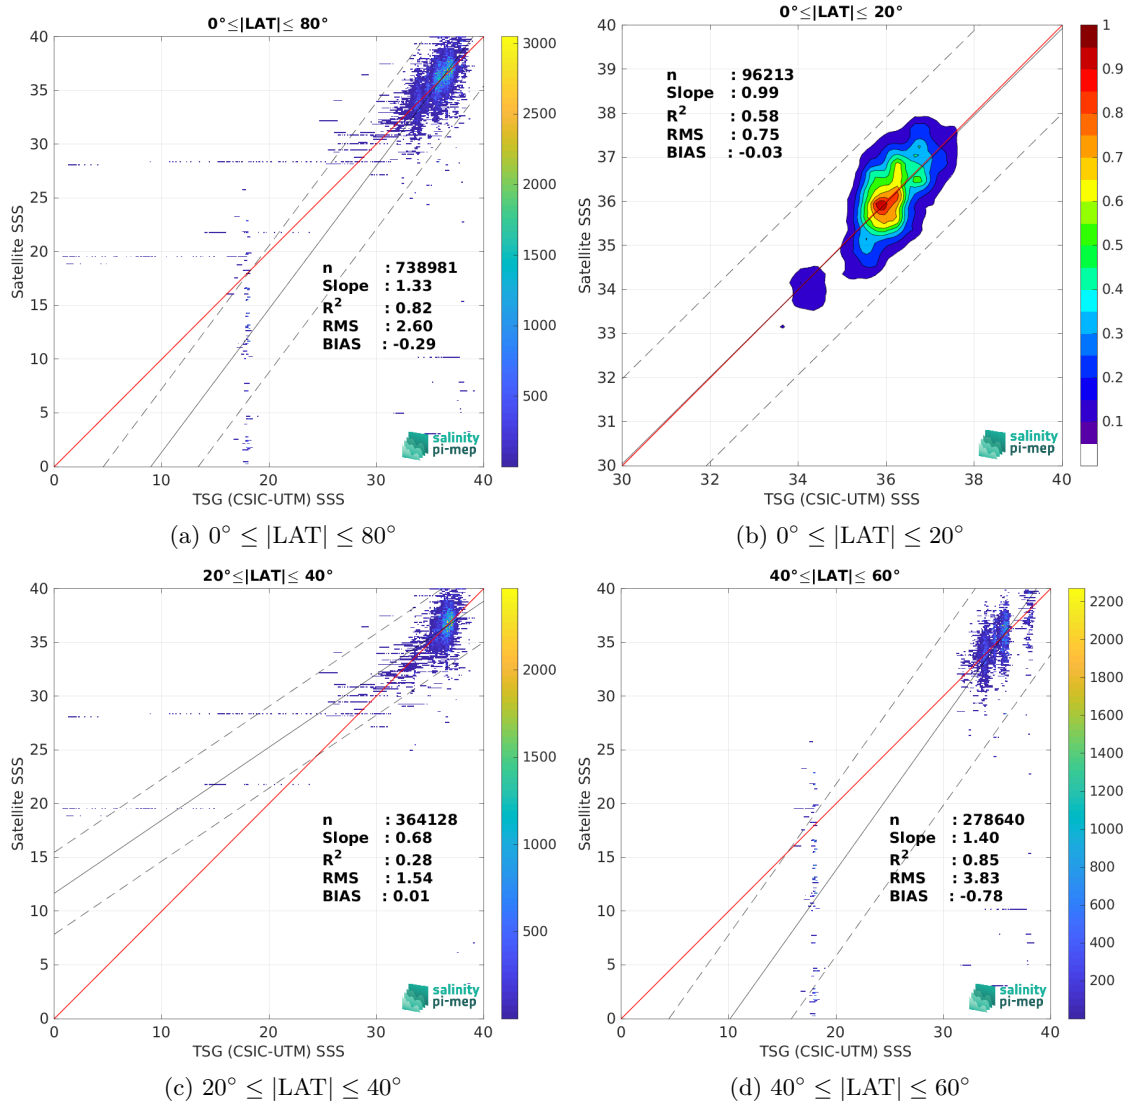 0°≤|LAT|≤ 80°
40
35
30
25
20
15
10
5
0
0
10
20
30
40
Satellite SSS
TSG (CSIC-UTM) SSS
n : 738981
Slope : 1.33
R² : 0.82
RMS : 2.60
BIAS : -0.29
salinity
pi-mep
3000
2500
2000
1500
1000
500
(a) 0° ≤ |LAT| ≤ 80°
0°≤|LAT|≤ 20°
40
39
38
37
36
35
34
33
32
31
30
30
32
34
36
38
40
Satellite SSS
TSG (CSIC-UTM) SSS
n : 96213
Slope : 0.99
R² : 0.58
RMS : 0.75
BIAS : -0.03
salinity
pi-mep
1
0.9
0.8
0.7
0.6
0.5
0.4
0.3
0.2
0.1
(b) 0° ≤ |LAT| ≤ 20°
20°≤|LAT|≤ 40°
40
35
30
25
20
15
10
5
0
0
10
20
30
40
Satellite SSS
TSG (CSIC-UTM) SSS
n : 364128
Slope : 0.68
R² : 0.28
RMS : 1.54
BIAS : 0.01
salinity
pi-mep
2000
1500
1000
500
(c) 20° ≤ |LAT| ≤ 40°
40°≤|LAT|≤ 60°
40
35
30
25
20
15
10
5
0
0
10
20
30
40
Satellite SSS
TSG (CSIC-UTM) SSS
n : 278640
Slope : 1.40
R² : 0.85
RMS : 3.83
BIAS : -0.78
salinity
pi-mep
2200
2000
1800
1600
1400
1200
1000
800
600
400
200
(d) 40° ≤ |LAT| ≤ 60°